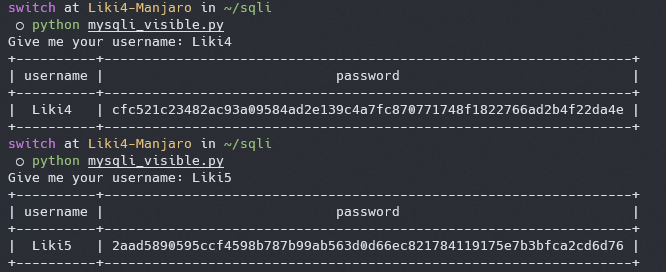 switch at Liki4-Manjaro in ~/sqli
○ python mysqli_visible.py
Give me your username: Liki4
+----------+------------------------------------------------------------------+
| username |                             password                             |
+----------+------------------------------------------------------------------+
|  Liki4   | cfc521c23482ac93a09584ad2e139c4a7fc870771748f1822766ad2b4f22da4e |
+----------+------------------------------------------------------------------+
switch at Liki4-Manjaro in ~/sqli
○ python mysqli_visible.py
Give me your username: Liki5
+----------+------------------------------------------------------------------+
| username |                             password                             |
+----------+------------------------------------------------------------------+
|  Liki5   | 2aad5890595ccf4598b787b99ab563d0d66ec821784119175e7b3bfca2cd6d76 |
+----------+------------------------------------------------------------------+